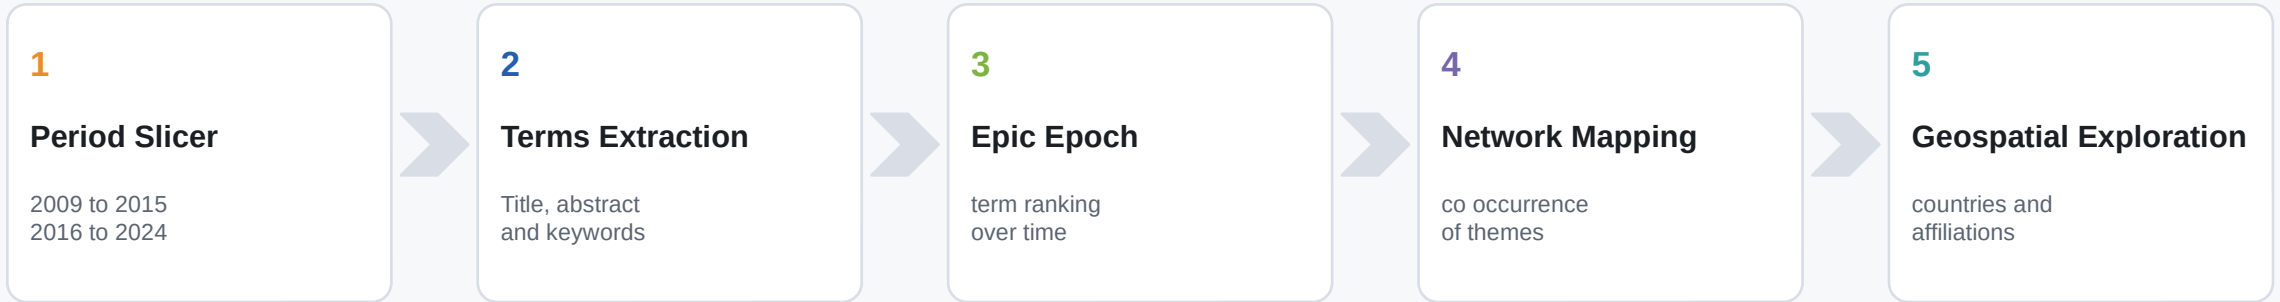 1
Period Slicer
2009 to 2015
2016 to 2024
2
Terms Extraction
Title, abstract
and keywords
3
Epic Epoch
term ranking
over time
4
Network Mapping
co occurrence
of themes
5
Geospatial Exploration
countries and
affiliations